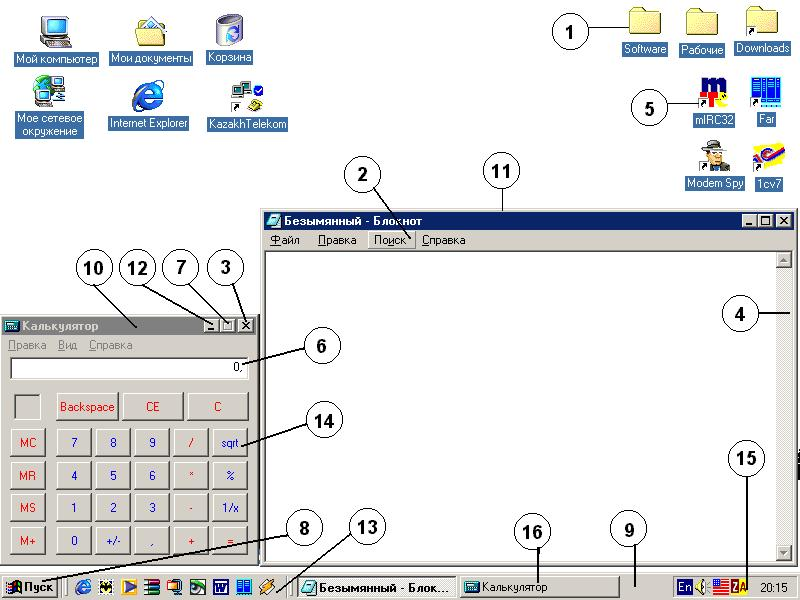 1
Software
Рабочие
Downloads
Мой компьютер
Мои документы
Корзина
5
mIRC32
Far
Мое сетевое
окружение
Internet Explorer
KazakhTelekom
Modem Spy
1cv7
2
11
Безымянный - Блокнот
Файл Правка Поиск Справка
10
12
7
3
4
Калькулятор
Правка Вид Справка
6
0,
Backspace CE C
14
MC 7 8 9 / sqrt
MR 4 5 6 * %
MS 1 2 3 - 1/x
M+ 0 +/- , + =
15
8
13
16
9
Пуск
Безымянный - Блок...
Калькулятор
En
ZA
20:15